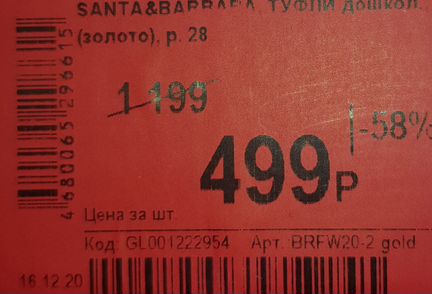 SANTA&BARBARA, ТУФЛИ дошкол.,
(золото), р. 28
1 199
-58%
499Р
Цена за шт.
Код: GL001222954 Арт. BRFW20-2 gold
16.12.20
4680065296615